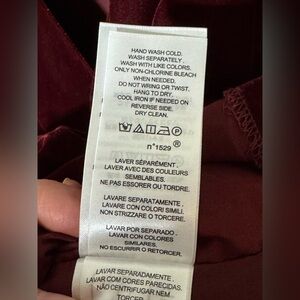 HAND WASH COLD.
WASH SEPARATELY.
WASH WITH LIKE COLORS.
ONLY NON-CHLORINE BLEACH
WHEN NEEDED.
DO NOT WRING OR TWIST.
HANG TO DRY.
COOL IRON IF NEEDED ON
REVERSE SIDE.
DRY CLEAN.
P
n°1529 ®
LAVER SÉPARÉMENT.
LAVER AVEC DES COULEURS
SEMBLABLES.
NE PAS ESSORER OU TORDRE.
LAVARE SEPARATAMENTE.
LAVARE CON COLORI SIMILI.
NON STRIZZARE O TORCERE.
LAVAR POR SEPARADO.
LAVAR CON COLORES
SIMILARES.
NO ESCURRIR O RETORCER.
LAVAR SEPARADAMENTE.
LAVAR COM CORES PARECIDAS.
NÃO CENTRIFUGAR NEM
TORCER.